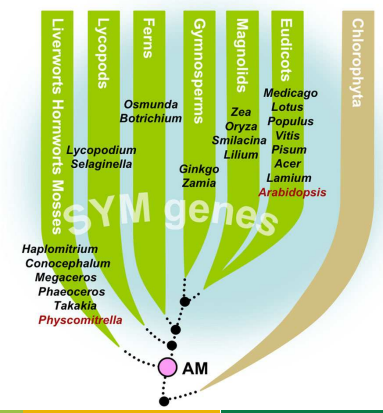 Liverworts Hornworts Mosses
Lycopods
Ferns
Gymnosperms
Magnolids
Eudicots
Chlorophyta
Osmunda
Botrichium
Lycopodium
Selaginella
Ginkgo
Zamia
Zea
Oryza
Smilacina
Lilium
Medicago
Lotus
Populus
Vitis
Pisum
Acer
Lamium
Arabidopsis
SYM genes
Haplomitrium
Conocephalum
Megaceros
Phaeoceros
Takakia
Physcomitrella
AM